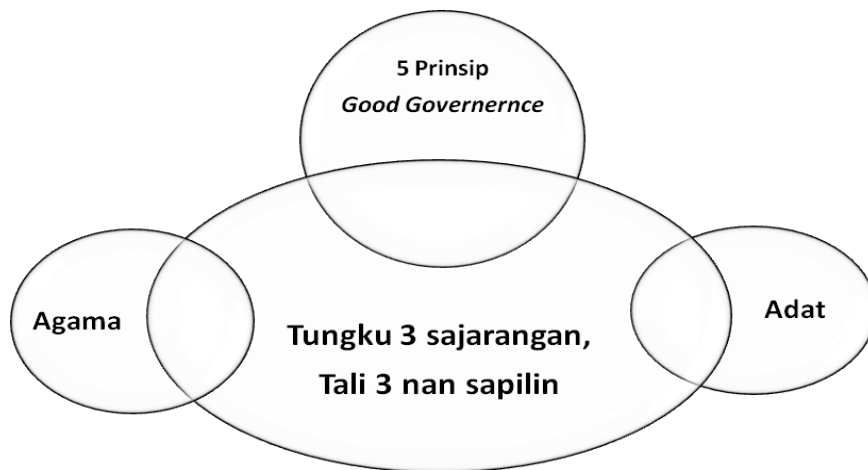 5 Prinsip
Good Governernce
Agama
Adat
Tungku 3 sajarangan,
Tali 3 nan sapilin